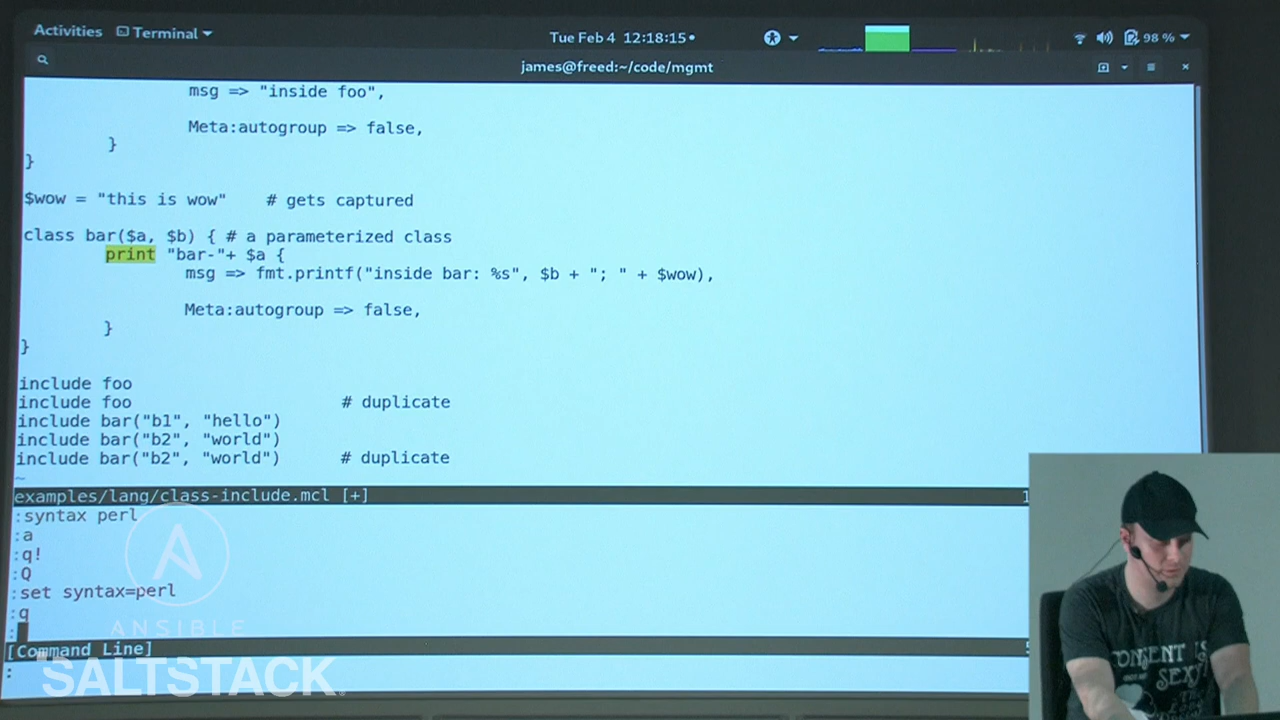 Activities Terminal Tue Feb 4 12:18:15 98 %
james@freed:~/code/mgmt
msg => "inside foo",
Meta:autogroup => false,
}
}
$wow = "this is wow" # gets captured
class bar($a, $b) { # a parameterized class
print "bar-"+ $a {
msg => fmt.printf("inside bar: %s", $b + "; " + $wow),
Meta:autogroup => false,
}
}
include foo
include foo # duplicate
include bar("b1", "hello")
include bar("b2", "world")
include bar("b2", "world") # duplicate
~
examples/lang/class-include.mcl [+]
:syntax perl
:a
:q!
:Q
:set syntax=perl
:q
:
[Command Line]
:
ANSIBLE
SALTSTACK
CONSENT IS
SEXY